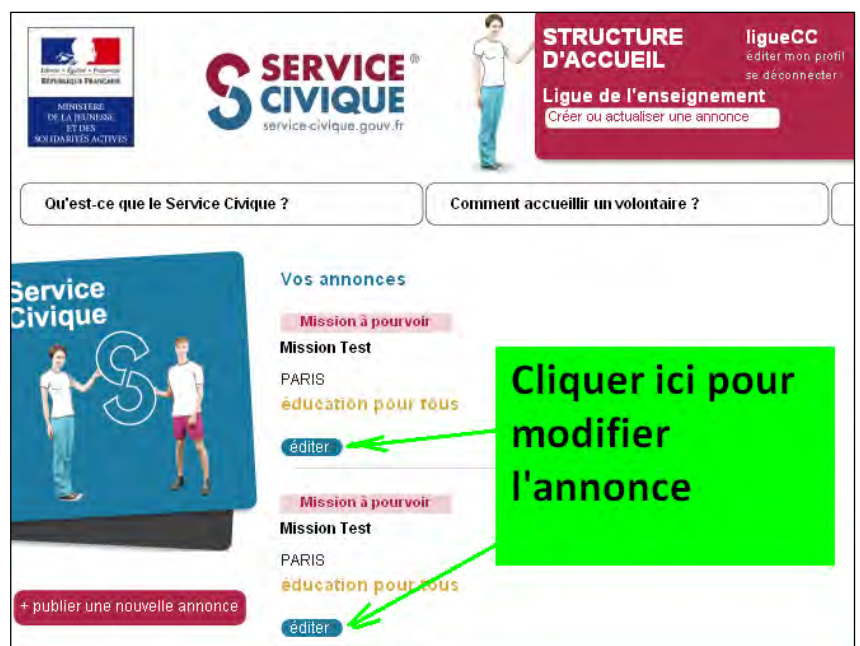 Liberté • Égalité • Fraternité
RÉPUBLIQUE FRANÇAISE
MINISTÈRE
DE LA JEUNESSE
ET DES
SOLIDARITÉS ACTIVES
SERVICE
CIVIQUE
service-civique.gouv.fr
STRUCTURE
D'ACCUEIL
Ligue de l'enseignement
Créer ou actualiser une annonce
ligueCC
éditer mon profil
se déconnecter
Qu'est-ce que le Service Civique ?
Comment accueillir un volontaire ?
Service
Civique
+ publier une nouvelle annonce
Vos annonces
Mission à pourvoir
Mission Test
PARIS
éducation pour tous
éditer
Mission à pourvoir
Mission Test
PARIS
éducation pour tous
éditer
Cliquer ici pour
modifier
l'annonce